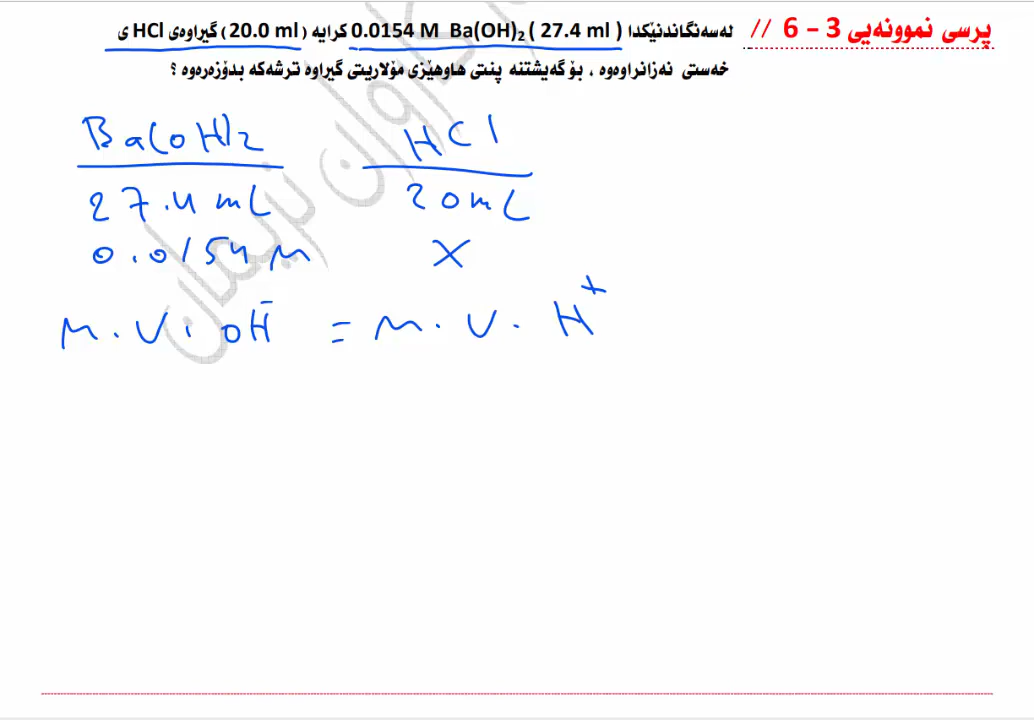 پرسی نموونەیی 3 – 6 // لەسەنگاندنێکدا ( 27.4 ml ) 0.0154 M Ba(OH)₂ کرایە ( 20.0 ml ) گیراوەی HCl ی
خەستی نەزانراوەوە ، بۆ گەیشتنە پنتی هاوهێزی مۆلاریتی گیراوە ترشەکە بدۆزەرەوە ؟
Ba(OH)2 HCl
27.4 mL 20 mL
0.0154 M X
M . V . OH⁻ = M . V . H⁺